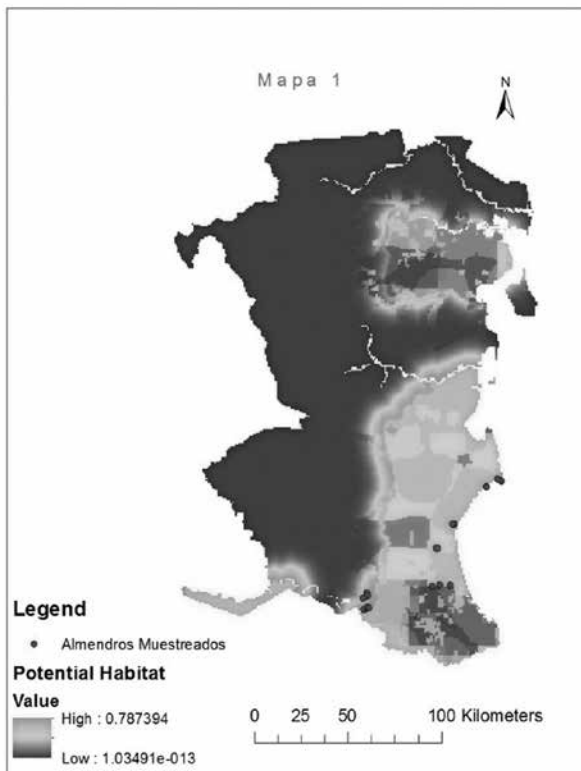 Mapa 1
N
Legend
Almendros Muestreados
Potential Habitat
Value
High : 0.787394
Low : 1.03491e-013
0 25 50 100 Kilometers